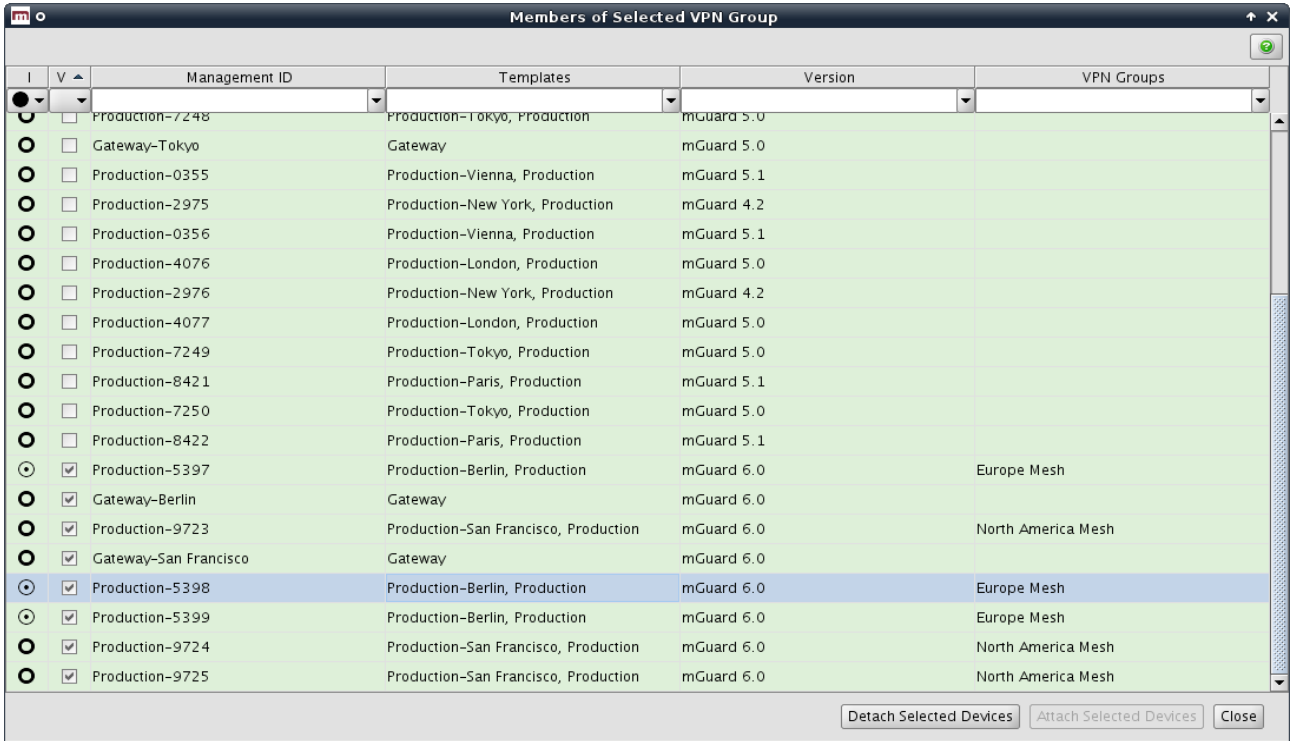 m Members of Selected VPN Group
I V Management ID Templates Version VPN Groups
Production-7248 Production-Tokyo, Production mGuard 5.0
Gateway-Tokyo Gateway mGuard 5.0
Production-0355 Production-Vienna, Production mGuard 5.1
Production-2975 Production-New York, Production mGuard 4.2
Production-0356 Production-Vienna, Production mGuard 5.1
Production-4076 Production-London, Production mGuard 5.0
Production-2976 Production-New York, Production mGuard 4.2
Production-4077 Production-London, Production mGuard 5.0
Production-7249 Production-Tokyo, Production mGuard 5.0
Production-8421 Production-Paris, Production mGuard 5.1
Production-7250 Production-Tokyo, Production mGuard 5.0
Production-8422 Production-Paris, Production mGuard 5.1
Production-5397 Production-Berlin, Production mGuard 6.0 Europe Mesh
Gateway-Berlin Gateway mGuard 6.0
Production-9723 Production-San Francisco, Production mGuard 6.0 North America Mesh
Gateway-San Francisco Gateway mGuard 6.0
Production-5398 Production-Berlin, Production mGuard 6.0 Europe Mesh
Production-5399 Production-Berlin, Production mGuard 6.0 Europe Mesh
Production-9724 Production-San Francisco, Production mGuard 6.0 North America Mesh
Production-9725 Production-San Francisco, Production mGuard 6.0 North America Mesh
Detach Selected Devices Attach Selected Devices Close